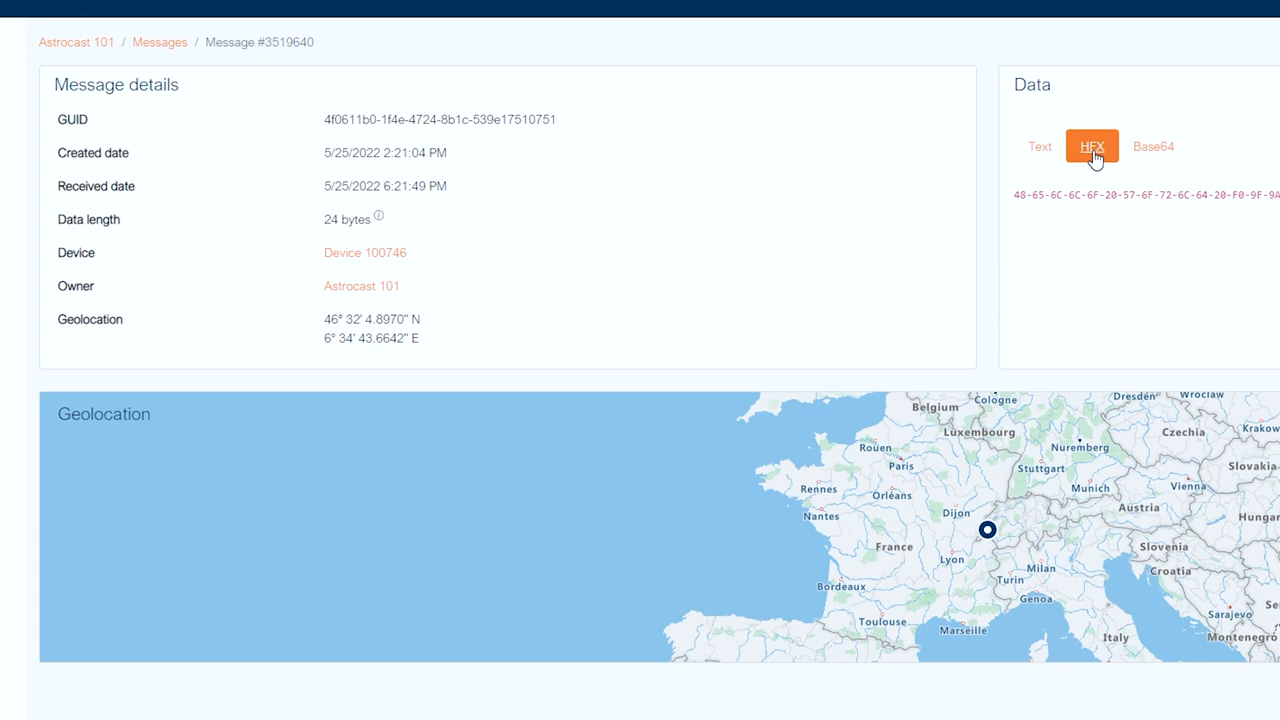 Astrocast 101 / Messages / Message #3519640
Message details
GUID 4f0611b0-1f4e-4724-8b1c-539e17510751
Created date 5/25/2022 2:21:04 PM
Received date 5/25/2022 6:21:49 PM
Data length 24 bytes
Device Device 100746
Owner Astrocast 101
Geolocation 46° 32' 4.8970" N
6° 34' 43.6642" E
Data
Text HEX Base64
48-65-6C-6C-6F-20-57-6F-72-6C-64-20-F0-9F-9A
Geolocation
Belgium
Cologne
Dresden
Wrocław
Luxembourg
Czechia
Krakow
Rouen
Nuremberg
Paris
Stuttgart
Slovakia
Rennes
Orléans
Munich
Vienna
Nantes
Dijon
Austria
France
Lyon
Slovenia
Hungar
Milan
Croatia
Turin
Bordeaux
Genoa
Sarajevo
Se
Toulouse
Marseille
Italy
Montenegro